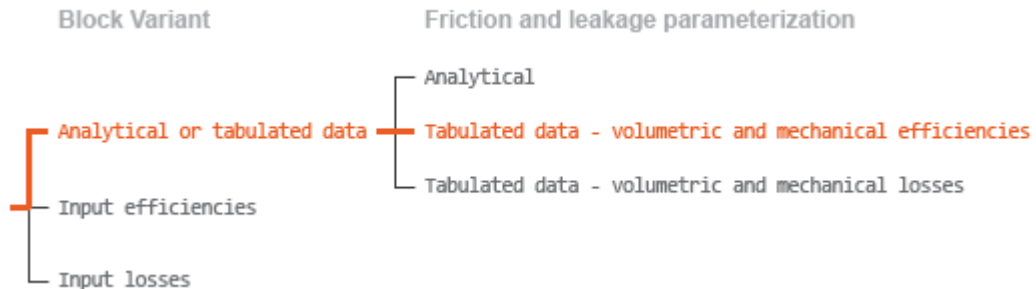 Block Variant
Friction and leakage parameterization
Analytical
Analytical or tabulated data
Tabulated data - volumetric and mechanical efficiencies
Tabulated data - volumetric and mechanical losses
Input efficiencies
Input losses